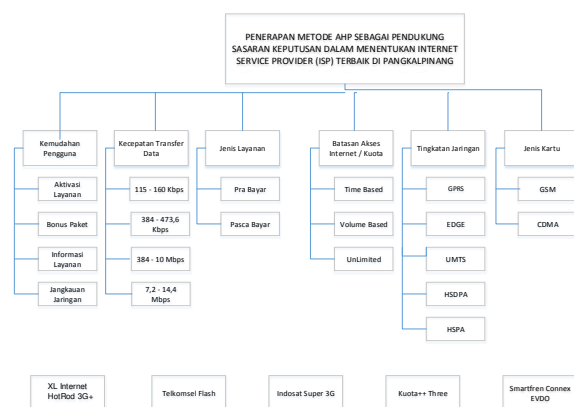 PENERAPAN METODE AHP SEBAGAI PENDUKUNG
SASARAN KEPUTUSAN DALAM MENENTUKAN INTERNET
SERVICE PROVIDER (ISP) TERBAIK DI PANGKALPINANG
Kemudahan
Pengguna
Kecepatan Transfer
Data
Jenis Layanan
Batasan Akses
Internet / Kuota
Tingkatan Jaringan
Jenis Kartu
Aktivasi
Layanan
115 - 160 Kbps
Pra Bayar
Time Based
GPRS
GSM
Bonus Paket
384 - 473,6
Kbps
Pasca Bayar
Volume Based
EDGE
CDMA
Informasi
Layanan
384 - 10 Mbps
UnLimited
UMTS
Jangkauan
Jaringan
7,2 - 14,4
Mbps
HSDPA
HSPA
XL Internet
HotRod 3G+
Telkomsel Flash
Indosat Super 3G
Kuota++ Three
Smartfren Connex
EVDO